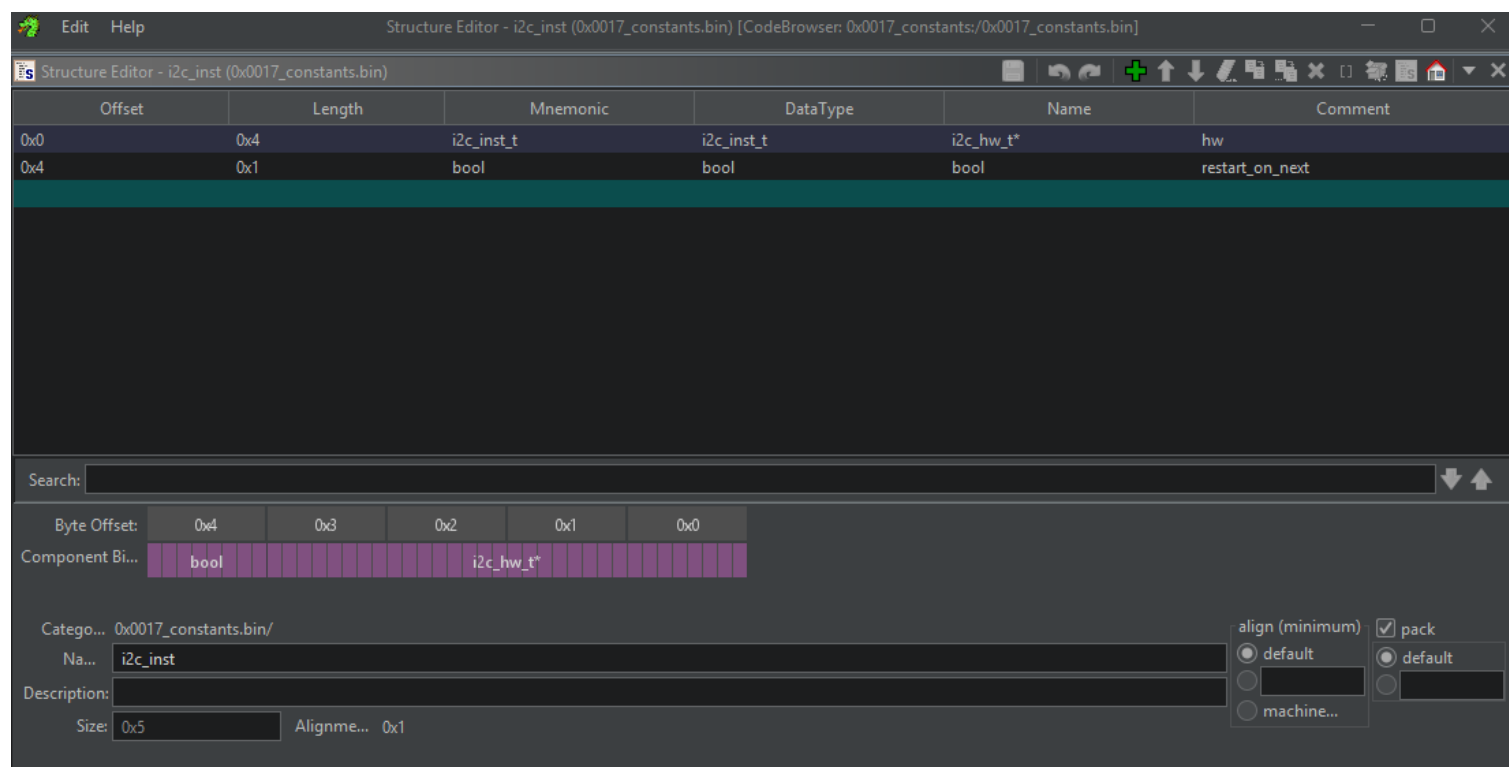 Edit Help Structure Editor - i2c_inst (0x0017_constants.bin) [CodeBrowser: 0x0017_constants:/0x0017_constants.bin]
Structure Editor - i2c_inst (0x0017_constants.bin)
Offset Length Mnemonic DataType Name Comment
0x0 0x4 i2c_inst_t i2c_inst_t i2c_hw_t* hw
0x4 0x1 bool bool bool restart_on_next
Search:
Byte Offset: 0x4 0x3 0x2 0x1 0x0
Component Bi... bool i2c_hw_t*
Catego... 0x0017_constants.bin/ align (minimum) pack
Na... i2c_inst default default
Description:
Size: 0x5 Alignme... 0x1 machine...